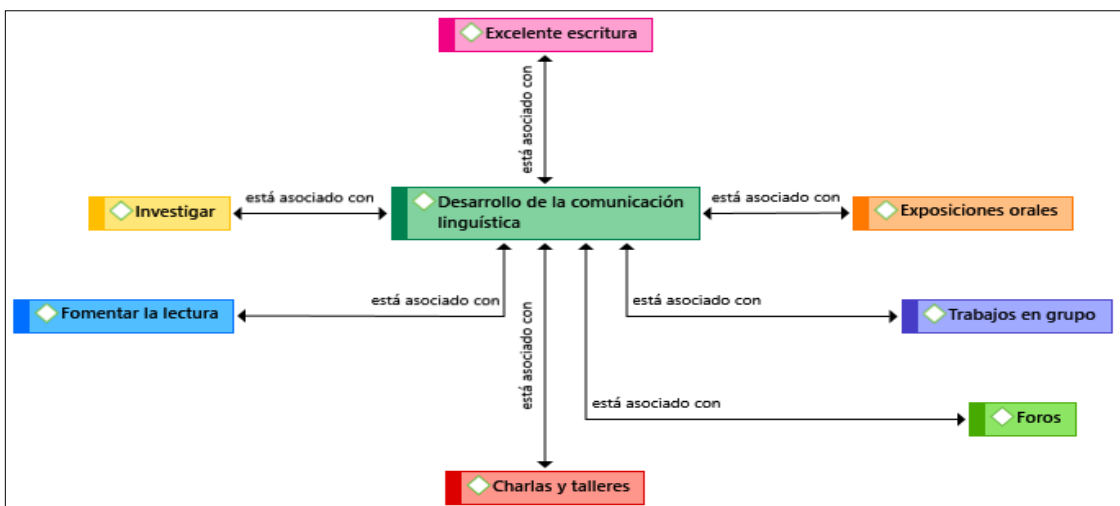 Excelente escritura
está asociado con
Investigar
está asociado con
Desarrollo de la comunicación
linguística
está asociado con
Exposiciones orales
Fomentar la lectura
está asociado con
está asociado con
está asociado con
Trabajos en grupo
está asociado con
Foros
Charlas y talleres